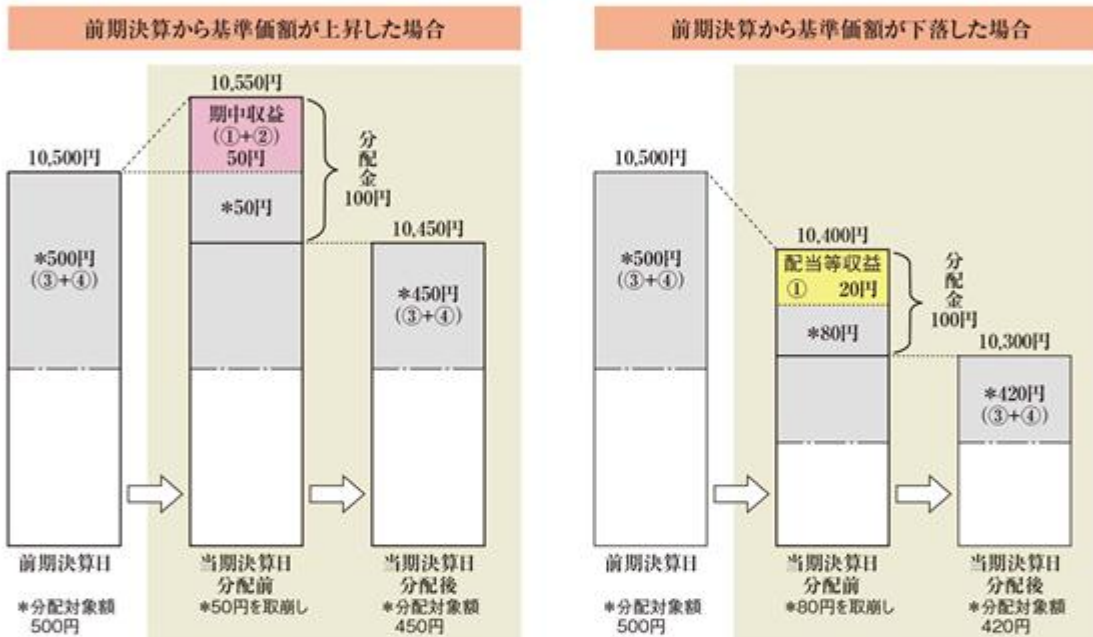 前期決算から基準価額が上昇した場合
10,550円
期中収益
(①+②)
50円
分配金
100円
10,500円
*50円
10,450円
*500円
(③+④)
*450円
(③+④)
前期決算日
当期決算日
分配前
当期決算日
分配後
*分配対象額
500円
*50円を取崩し
*分配対象額
450円
前期決算から基準価額が下落した場合
10,500円
10,400円
配当等収益
① 20円
分配金
100円
*500円
(③+④)
*80円
10,300円
*420円
(③+④)
前期決算日
当期決算日
分配前
当期決算日
分配後
*分配対象額
500円
*80円を取崩し
*分配対象額
420円